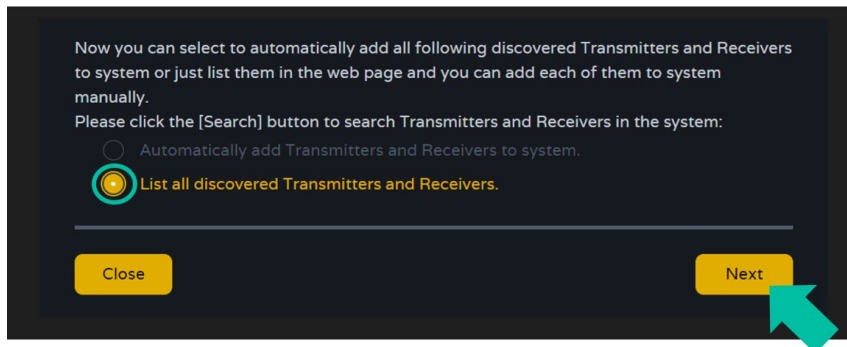 Now you can select to automatically add all following discovered Transmitters and Receivers
to system or just list them in the web page and you can add each of them to system
manually.
Please click the [Search] button to search Transmitters and Receivers in the system:
Automatically add Transmitters and Receivers to system.
List all discovered Transmitters and Receivers.
Close
Next